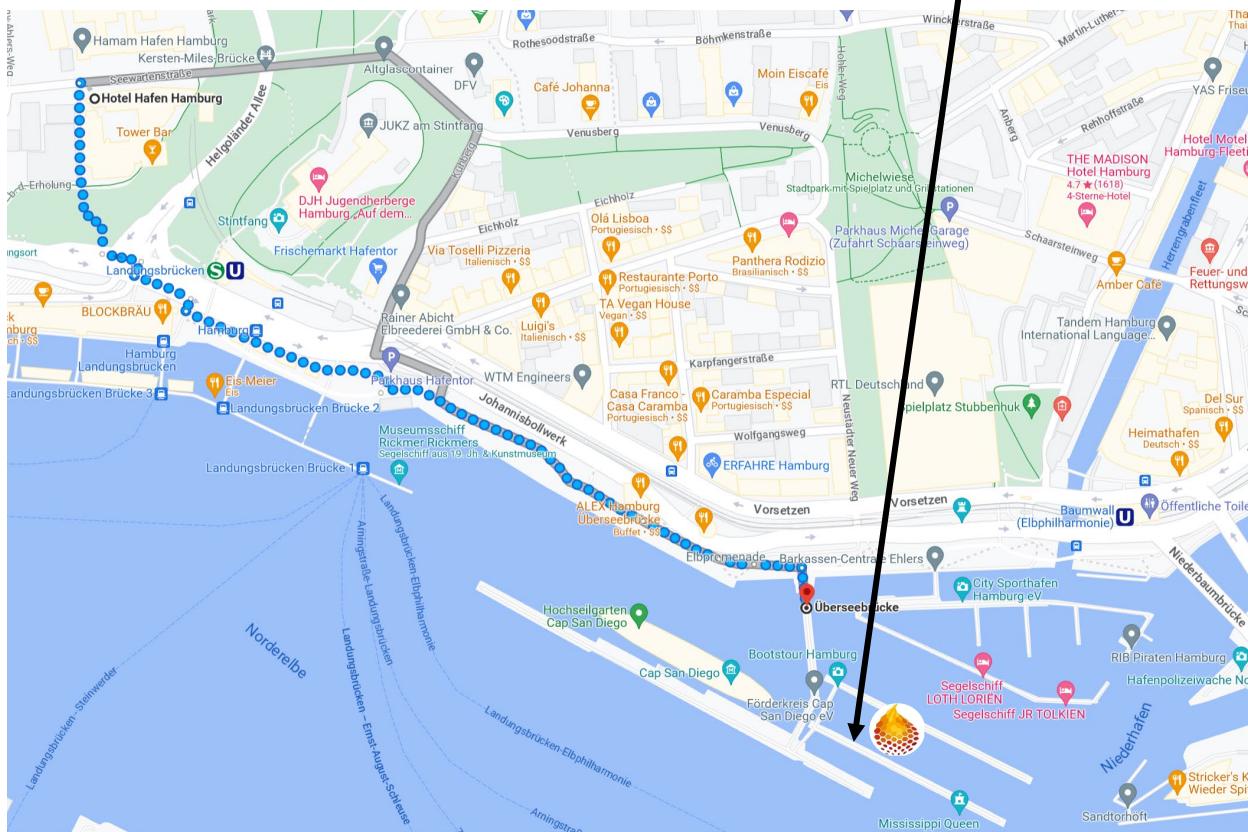 Winckerstraße
Hamam Hafen Hamburg
Kersten-Miles-Brücke
Rothesoodstraße
Böhmkenstraße
Martin-Luther-
Altglascontainer
Seewartenstraße
DFV
Hotel Hafen Hamburg
Café Johanna
Moin Eiscafé
Eis
Hohler-Weg
YAS Friseu
Anberg
Rehhoffstraße
Tower Bar
Helgoländer Allee
JUKZ am Stintfang
Venusberg
Venusberg
Hotel Motel
Hamburg-Fleeti
THE MADISON
Hotel Hamburg
4.7 ★ (1618)
4-Sterne-Hotel
Michelwiese
Stadtpark mit Spielplatz und Grillstationen
b-d-Erholung
DJH Jugendherberge
Hamburg „Auf dem...
Stintfang
Eichholz
Eichholz
Olá Lisboa
Portugiesisch • $$
Parkhaus Michel Garage
(Zufahrt Schaarsteinweg)
Schaarsteinweg
Herrengrabenfleet
Frischemarkt Hafentor
Via Toselli Pizzeria
Italienisch • $$
Panthera Rodizio
Brasilianisch • $$
Landungsbrücken
Restaurante Porto
Portugiesisch • $$
Amber Café
Feuer- und
Rettungsw
TA Vegan House
Vegan • $$
BLOCKBRÄU
Rainer Abicht
Elbreederei GmbH & Co.
Luigi's
Italienisch • $$
Tandem Hamburg
International Language...
Hamburg
Hamburg
Landungsbrücken
Karpfangerstraße
Parkhaus Hafentor
WTM Engineers
Eis-Meier
Eis
RTL Deutschland
Landungsbrücken Brücke 3
Casa Franco -
Casa Caramba
Portugiesisch • $$
Caramba Especial
Portugiesisch • $$
Spielplatz Stubbenhuk
Del Sur
Spanisch • $$
Landungsbrücken Brücke 2
Johannisbollwerk
Neustädter Neuer Weg
Museumsschiff
Rickmer Rickmers
Segelschiff aus 19. Jh. & Kunstmuseum
Wolfgangsweg
Heimathafen
Deutsch • $$
Landungsbrücken Brücke 1
ERFAHRE Hamburg
ALEX Hamburg
Überseebrücke
Buffet • $$
Vorsetzen
Vorsetzen
Baumwall
(Elbphilharmonie)
Öffentliche Toile
Elbpromenade
Barkassen-Centrale Ehlers
Niederbaumbrücke
Landungsbrücken-Elbphilharmonie
Arningstraße-Landungsbrücken
City Sporthafen
Hamburg eV
Hochseilgarten
Cap San Diego
Überseebrücke
Norderelbe
RIB Piraten Hamburg
Bootstour Hamburg
Cap San Diego
Segelschiff
LOTH LORIËN
Hafenpolizeiwache No
Förderkreis Cap
San Diego eV
Segelschiff JR TOLKIEN
Landungsbrücken - Steinwerder
Landungsbrücken - Ernst-August-Schleuse
Landungsbrücken-Elbphilharmonie
Niederhafen
Stricker's K
Wieder Spi
Arningstra
Mississippi Queen
Sandtorhöft